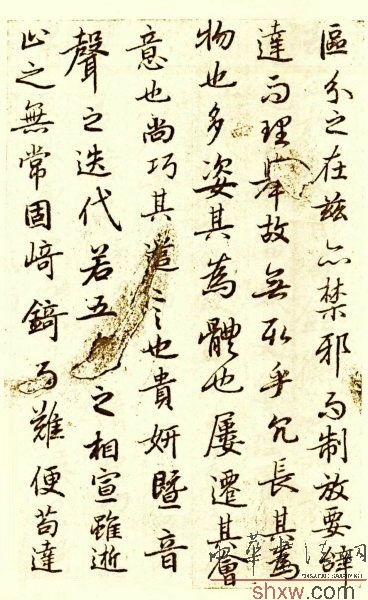 區分之在茲亦禁邪而制放要辭
達而理舉故無取乎冗長其為
物也多姿其為體也屢遷其會
意也尚巧其遣言也貴妍暨音
聲之迭代若五之相宣雖逝
止之無常固崎錡而難便苟達
shxw.com